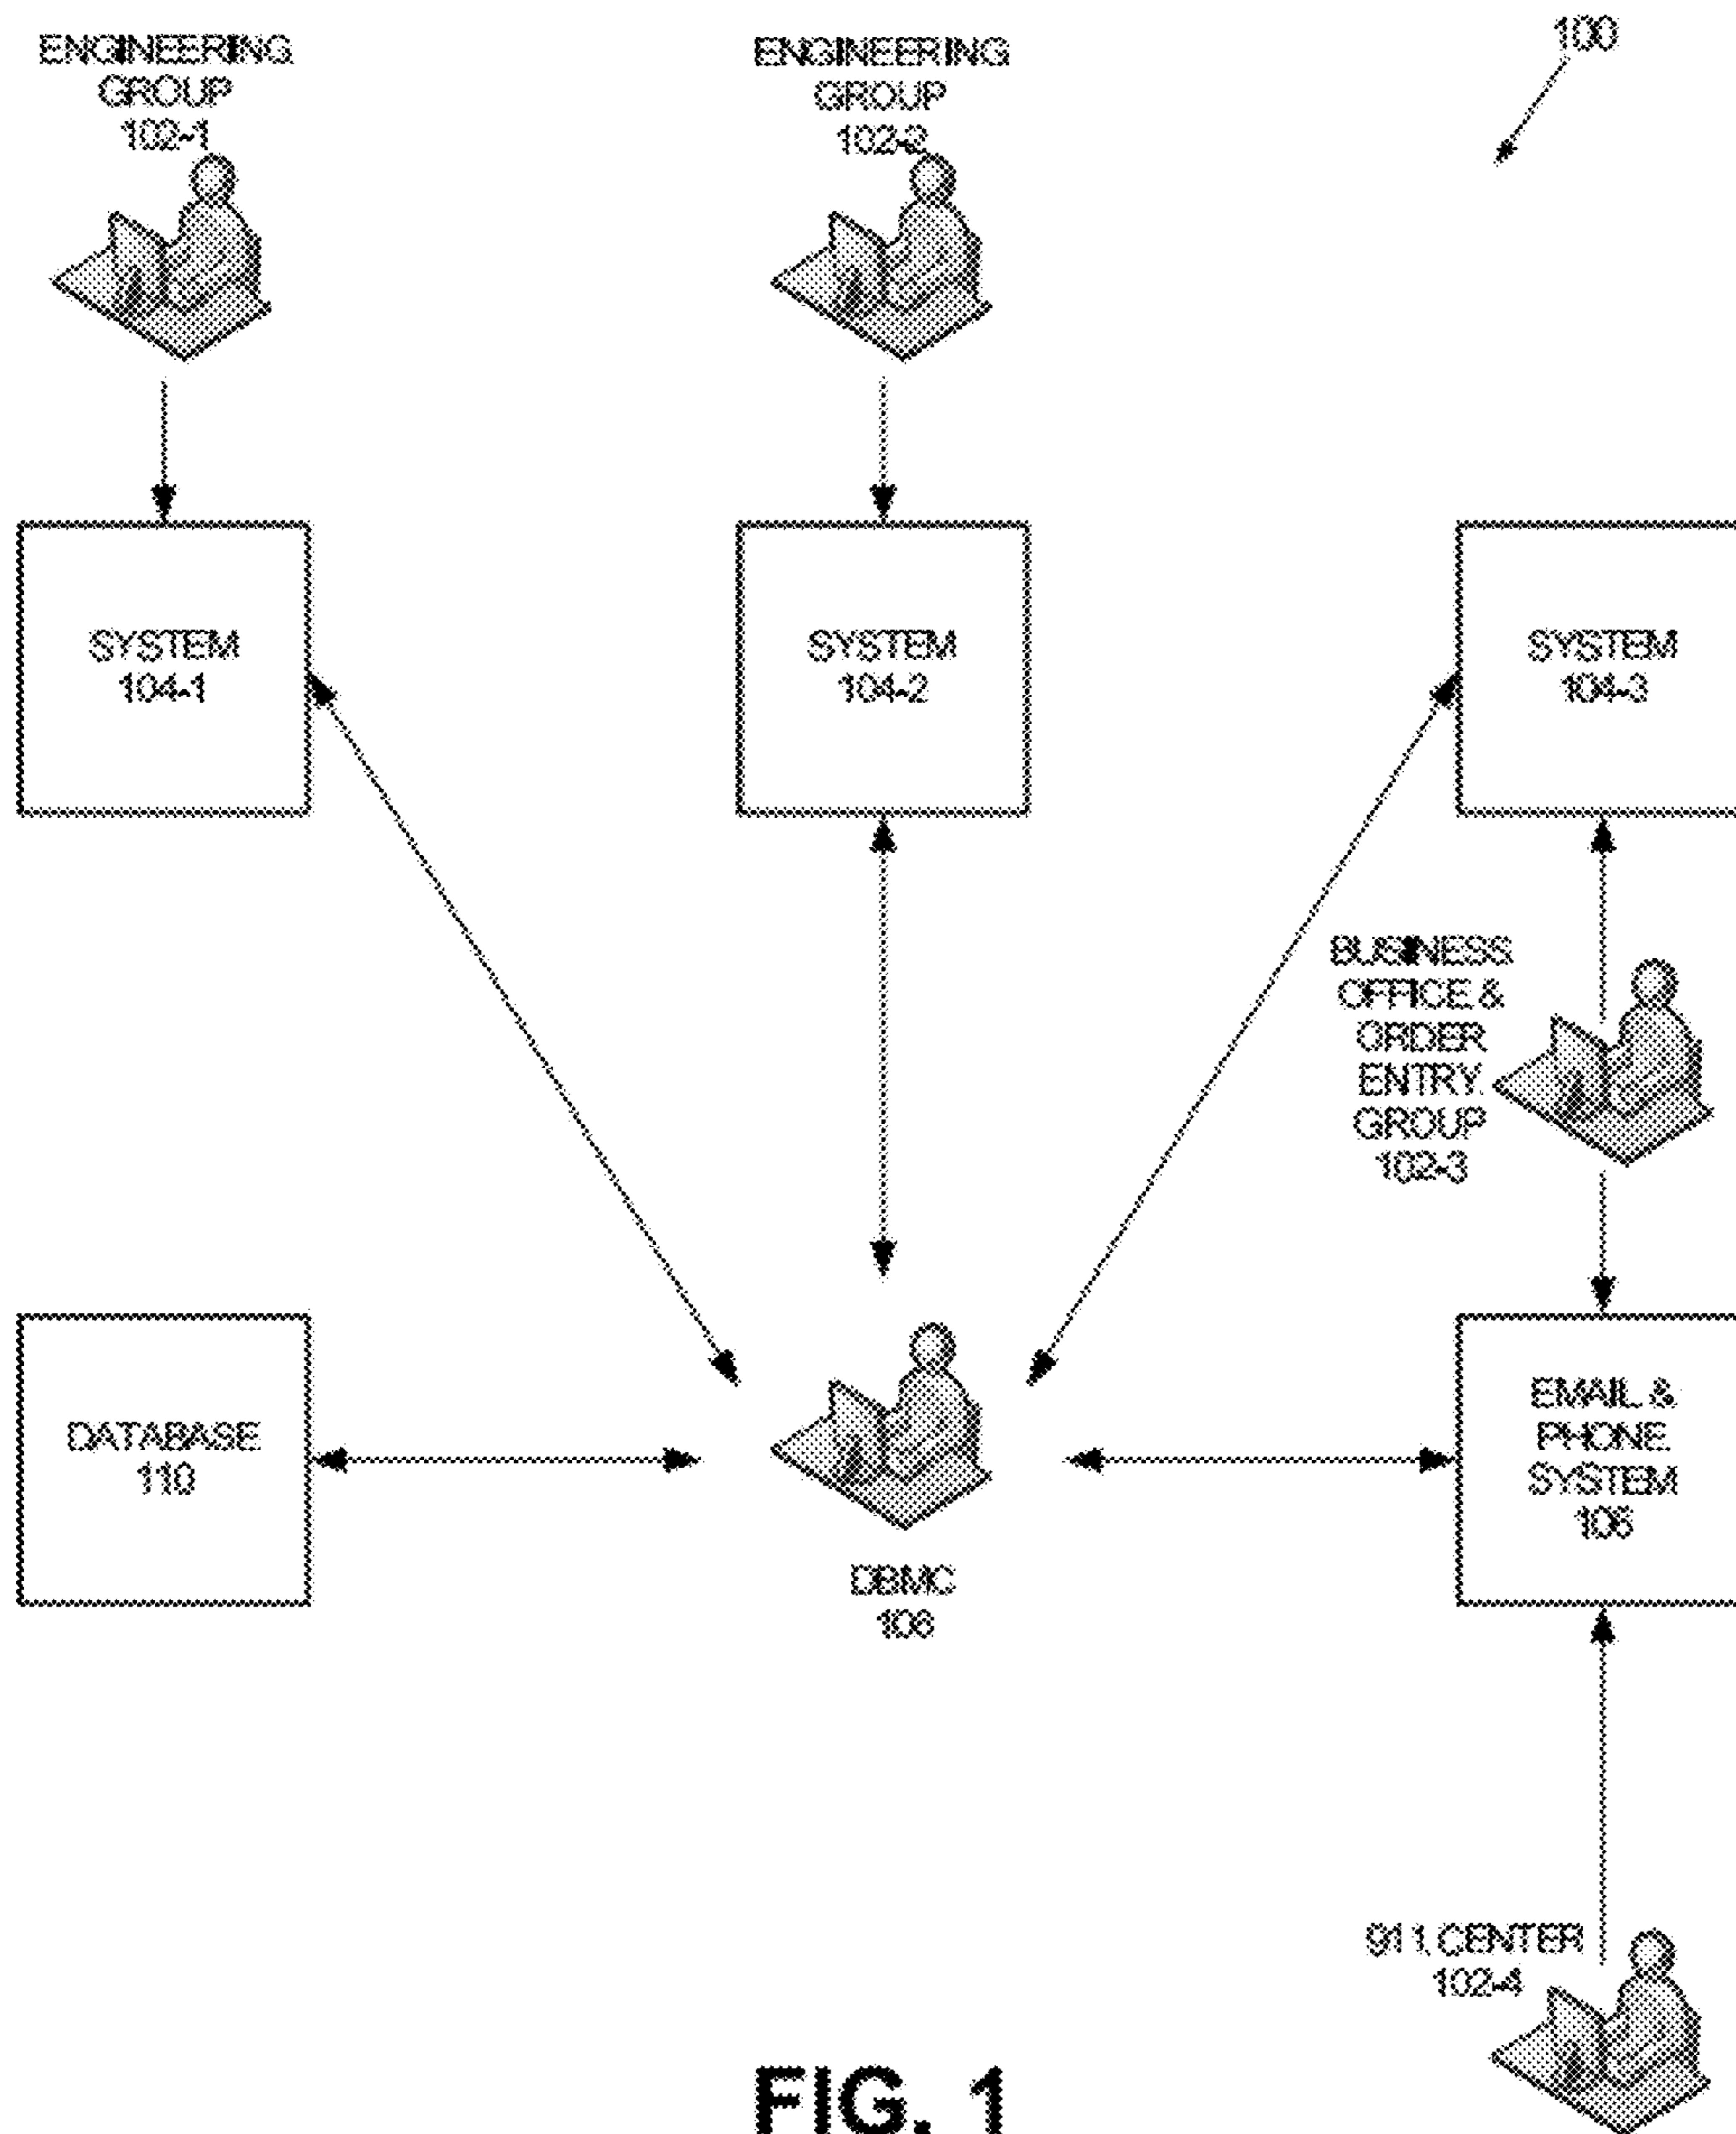 100
ENGINEERING
GROUP
102-1
ENGINEERING
GROUP
102-2
SYSTEM
104-1
SYSTEM
104-2
SYSTEM
104-3
BUSINESS
OFFICE &
ORDER
ENTRY
GROUP
102-3
DATABASE
110
DBMC
108
EMAIL &
PHONE
SYSTEM
106
911 CENTER
102-4
FIG. 1